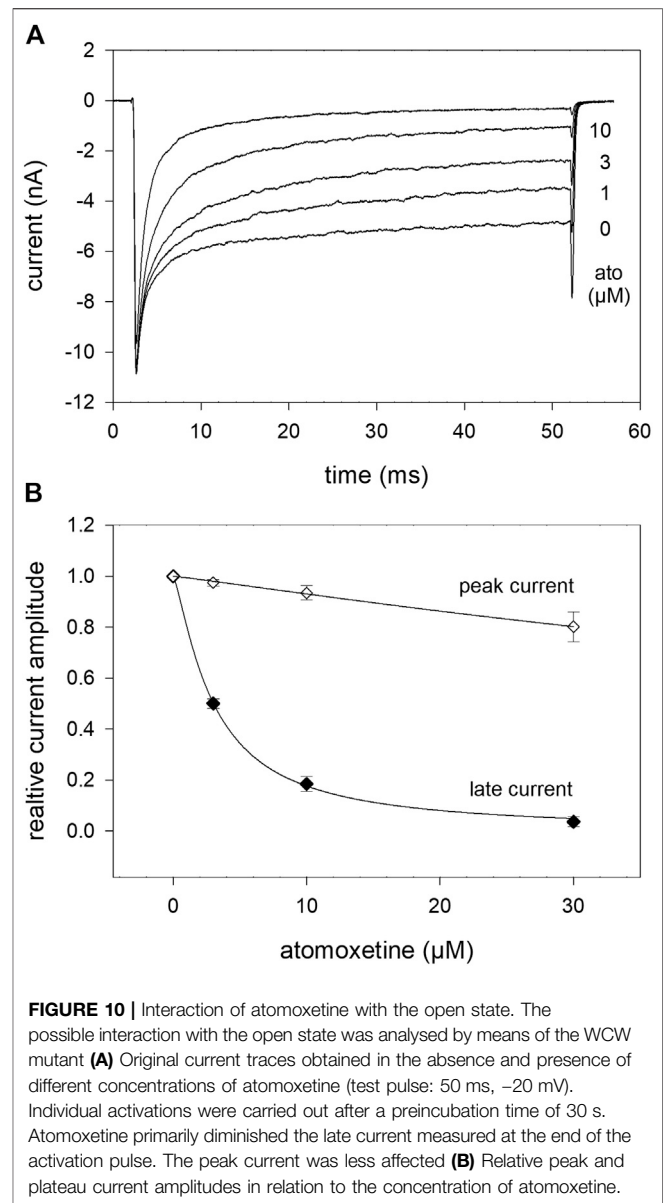 A
2
0
-2
-4
-6
-8
-10
-12
current (nA)
10
3
1
0
ato
(µM)
0 10 20 30 40 50 60
time (ms)
B
1.2
1.0
0.8
0.6
0.4
0.2
0.0
realtive current amplitude
peak current
late current
0 10 20 30
atomoxetine (µM)
FIGURE 10 | Interaction of atomoxetine with the open state. The
possible interaction with the open state was analysed by means of the WCW
mutant (A) Original current traces obtained in the absence and presence of
different concentrations of atomoxetine (test pulse: 50 ms, −20 mV).
Individual activations were carried out after a preincubation time of 30 s.
Atomoxetine primarily diminished the late current measured at the end of the
activation pulse. The peak current was less affected (B) Relative peak and
plateau current amplitudes in relation to the concentration of atomoxetine.